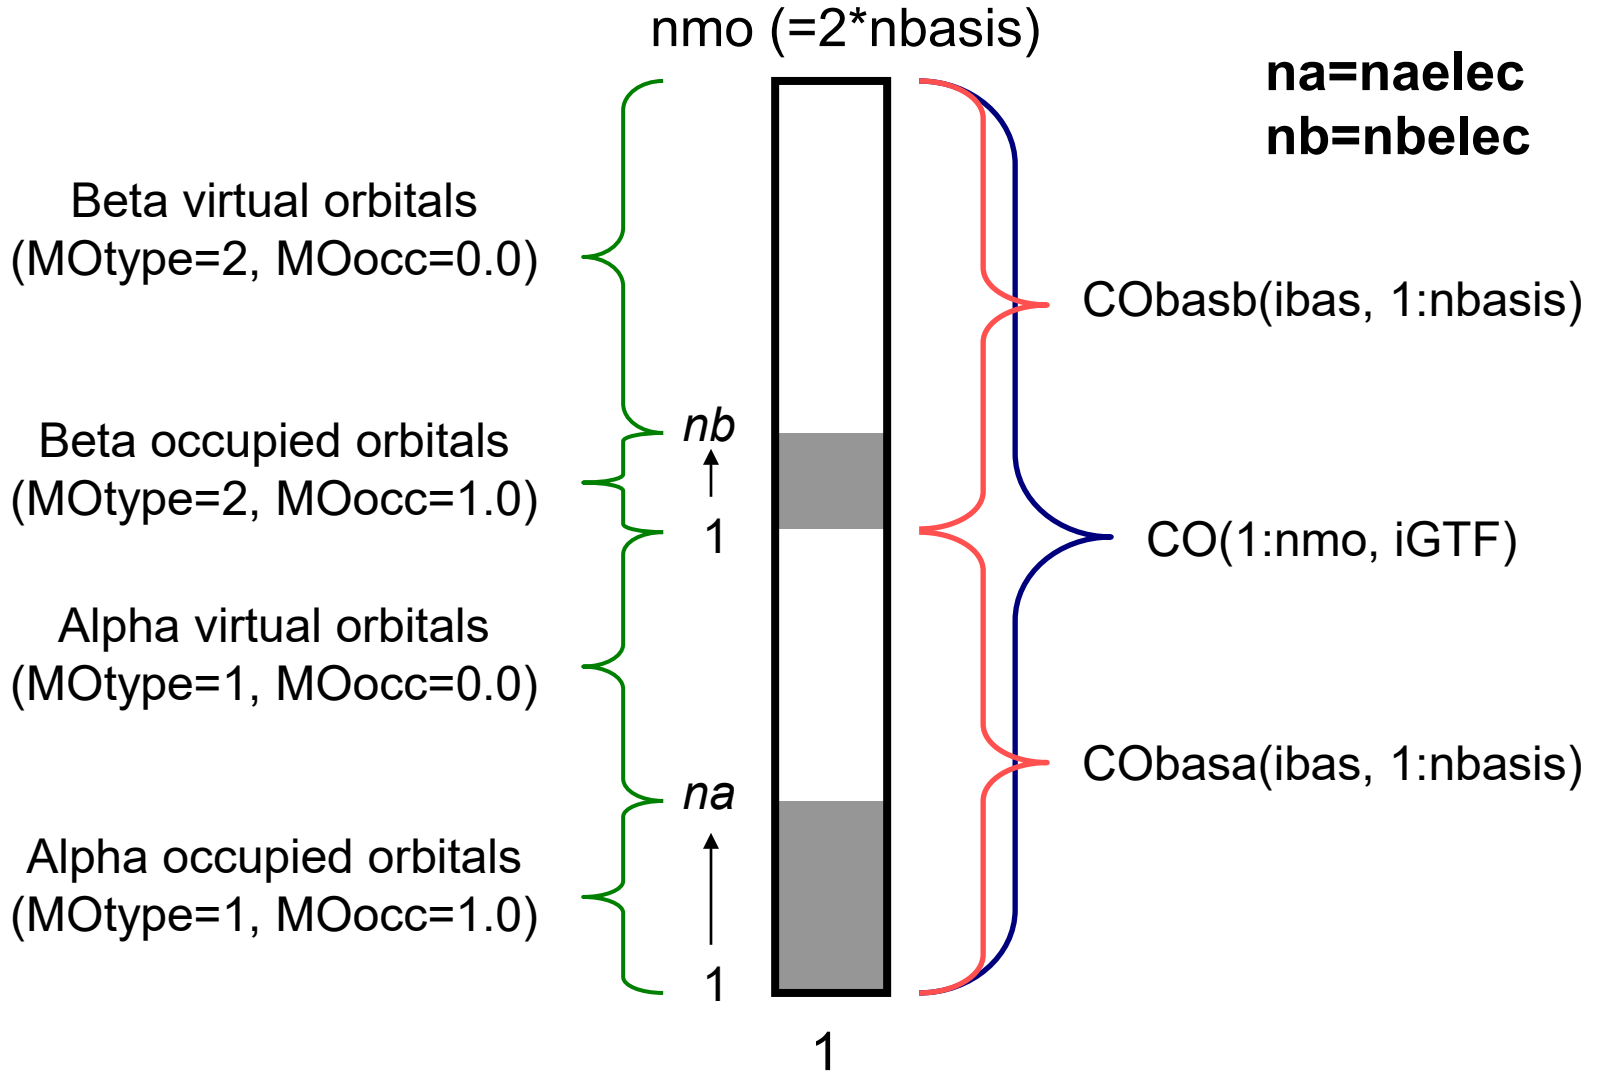 nmo (=2*nbasis)
na=naelec
nb=nbelec
Beta virtual orbitals
(MOtype=2, MOocc=0.0)
CObasb(ibas, 1:nbasis)
nb
Beta occupied orbitals
(MOtype=2, MOocc=1.0)
1
CO(1:nmo, iGTF)
Alpha virtual orbitals
(MOtype=1, MOocc=0.0)
CObasa(ibas, 1:nbasis)
na
Alpha occupied orbitals
(MOtype=1, MOocc=1.0)
1
1